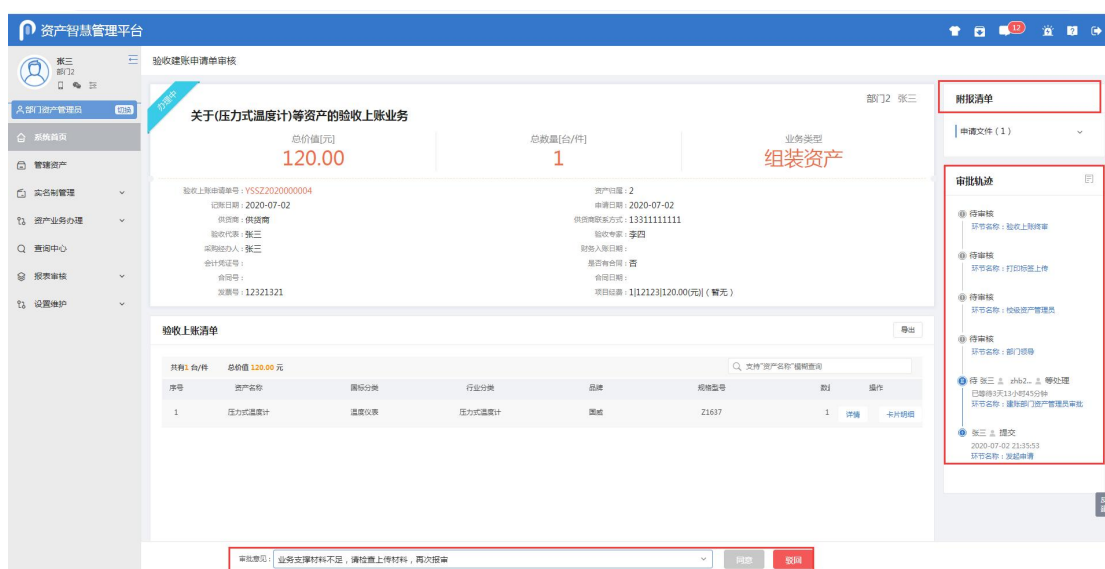 资产智慧管理平台
12
张三
部门2
部门资产管理员 切换
系统首页
管辖资产
实名制管理
资产业务办理
查询中心
报表审核
设置维护
验收建账申请单审核
办理中
关于(压力式温度计)等资产的验收上账业务
部门2 张三
总价值[元]
120.00
总数量[台/件]
1
业务类型
组装资产
验收上账申请单号：YSSZ2020000004
资产归属：2
记账日期：2020-07-02
申请日期：2020-07-02
供货商：供货商
供货商联系方式：13311111111
验收代表：张三
验收专家：李四
采购经办人：张三
财务入账日期：
会计凭证号：
是否有合同：否
合同号：
合同日期：
发票号：12321321
项目经费：1|12123|120.00(元)|（暂无）
验收上账清单
导出
共有1 台/件 总价值 120.00 元
支持"资产名称"模糊查询
序号 资产名称 国标分类 行业分类 品牌 规格型号 数 操作
1 压力式温度计 温度仪表 压力式温度计 国威 Z1637 1 详情 卡片明细
审批意见：业务支撑材料不足，请检查上传材料，再次报审
同意
驳回
附报清单
申请文件（1）
审批轨迹
待审核
环节名称：验收上账终审
待审核
环节名称：打印标签上传
待审核
环节名称：校级资产管理员
待审核
环节名称：部门领导
待 张三 zhb2... 等处理
已等待3天13小时45分钟
环节名称：建账部门资产管理员审批
张三 提交
2020-07-02 21:35:53
环节名称：发起申请